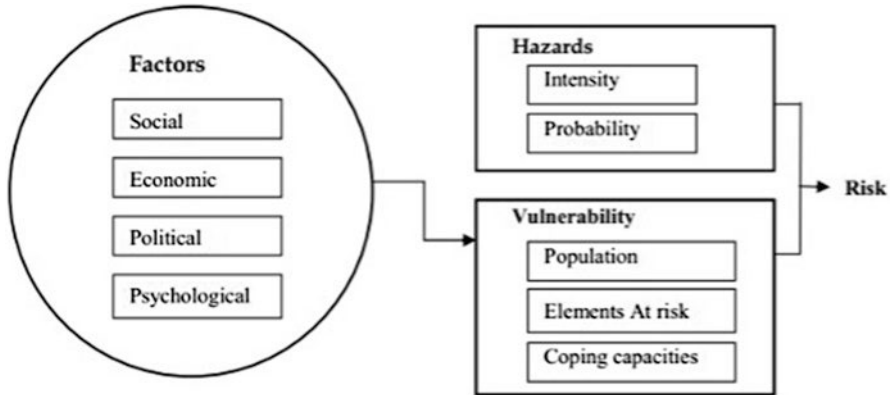 Factors
Social
Economic
Political
Psychological
Hazards
Intensity
Probability
Vulnerability
Population
Elements At risk
Coping capacities
Risk